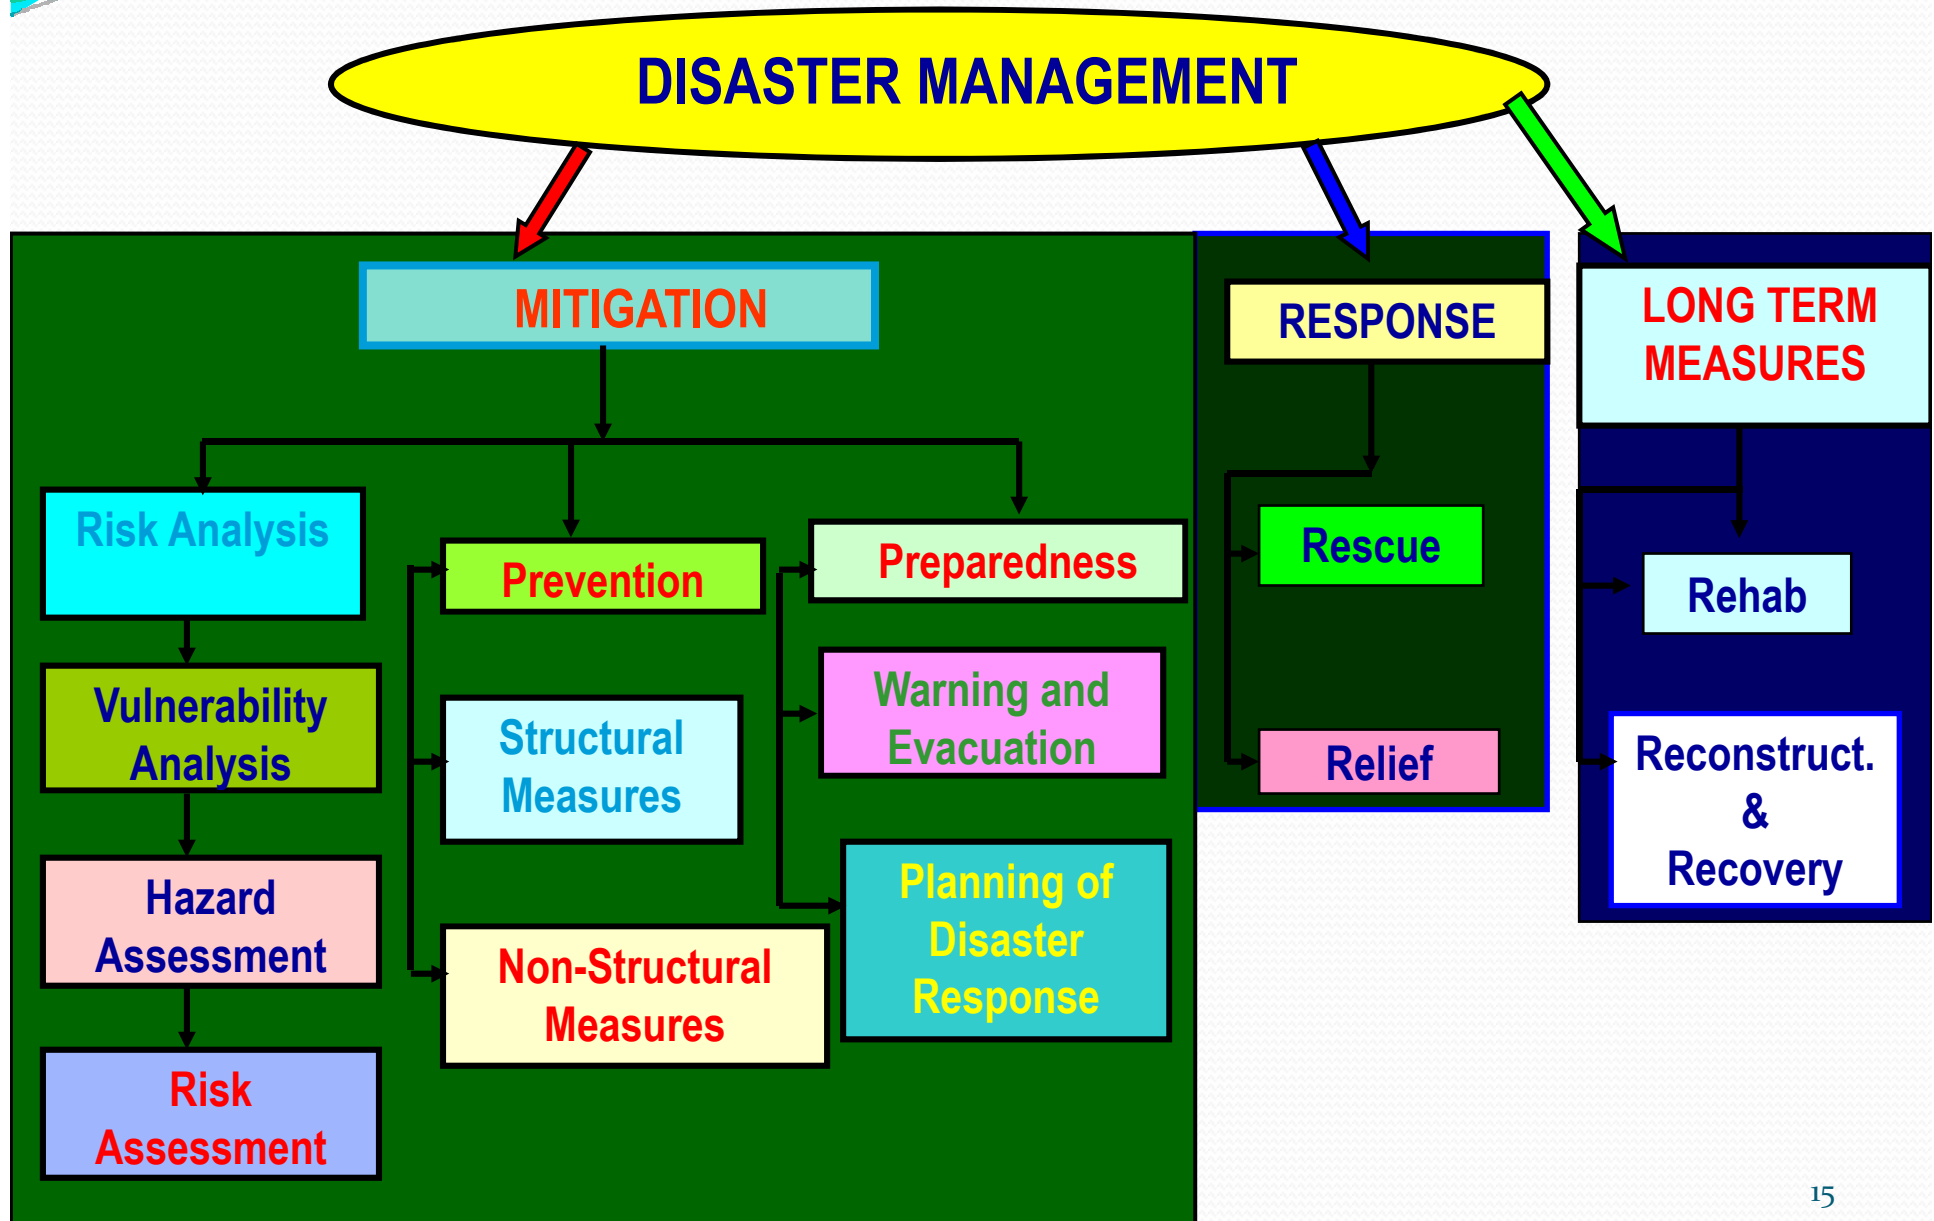 DISASTER MANAGEMENT
MITIGATION
RESPONSE
LONG TERM
MEASURES
Risk Analysis
Prevention
Preparedness
Rescue
Rehab
Vulnerability
Analysis
Structural
Measures
Warning and
Evacuation
Relief
Reconstruct.
&
Recovery
Hazard
Assessment
Non-Structural
Measures
Planning of
Disaster
Response
Risk
Assessment
15